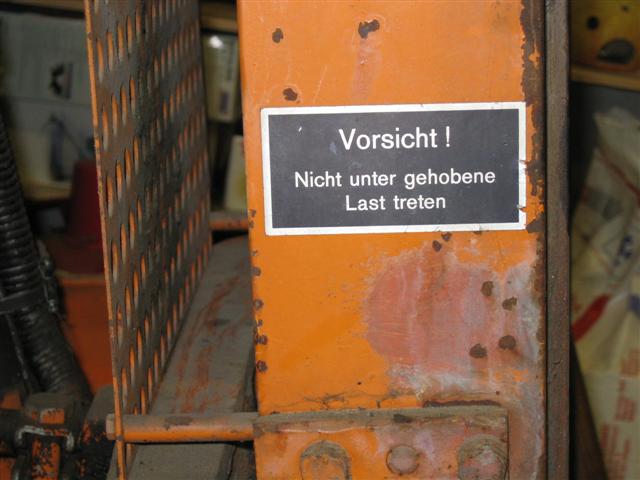 Vorsicht !
Nicht unter gehobene
Last treten